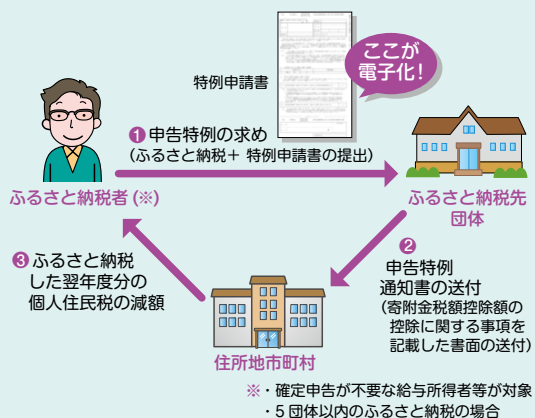 特例申請書
ここが
電子化!
❶申告特例の求め
(ふるさと納税+ 特例申請書の提出)
ふるさと納税者(※)
ふるさと納税先
団体
❷
申告特例
通知書の送付
(寄附金税額控除額の
控除に関する事項を
記載した書面の送付)
❸ふるさと納税
した翌年度分の
個人住民税の減額
住所地市町村
※・確定申告が不要な給与所得者等が対象
・5団体以内のふるさと納税の場合